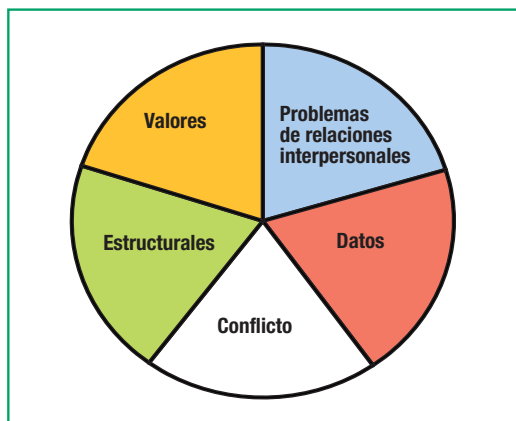 Valores
Problemas
de relaciones
interpersonales
Estructurales
Datos
Conflicto